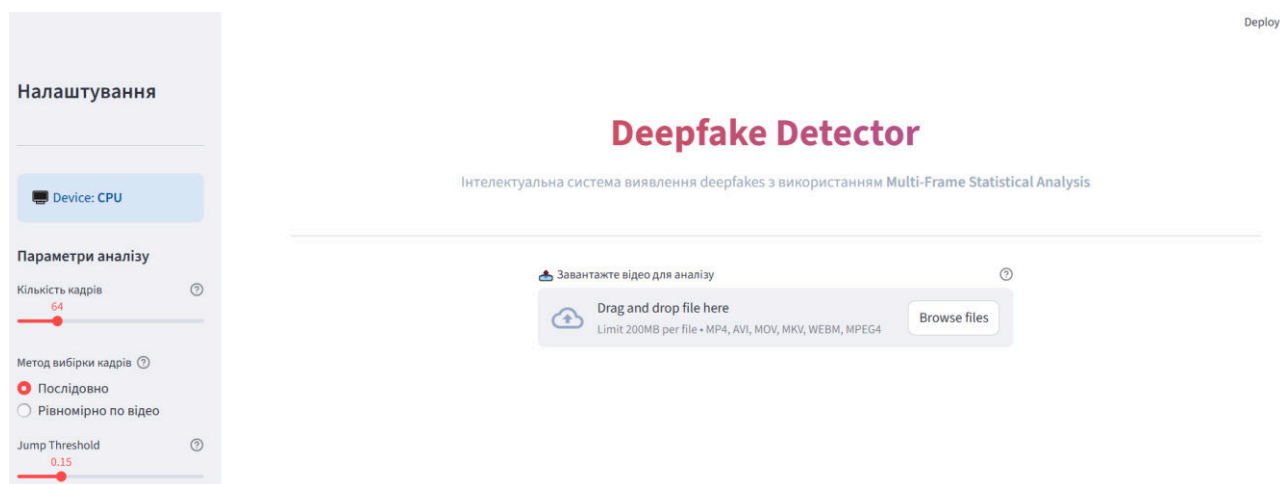 Deploy
Налаштування
Device: CPU
Параметри аналізу
Кількість кадрів
64
Метод вибірки кадрів
Послідовно
Рівномірно по відео
Jump Threshold
0.15
Deepfake Detector
Інтелектуальна система виявлення deepfakes з використанням Multi-Frame Statistical Analysis
Завантажте відео для аналізу
Drag and drop file here
Limit 200MB per file • MP4, AVI, MOV, MKV, WEBM, MPEG4
Browse files